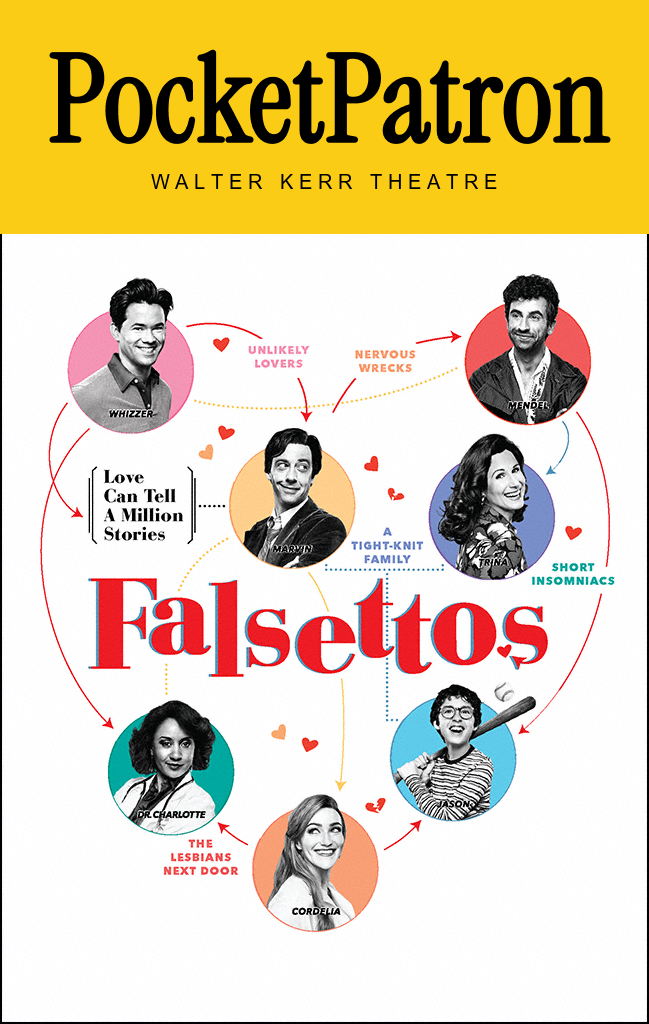 PocketPatron
WALTER KERR THEATRE
UNLIKELY
LOVERS
NERVOUS
WRECKS
WHIZZER
MENDEL
Love
Can Tell
A Million
Stories
MARVIN
A
TIGHT-KNIT
FAMILY
TRINA
SHORT
INSOMNIACS
Falsettos
DR. CHARLOTTE
JASON
THE
LESBIANS
NEXT DOOR
CORDELIA